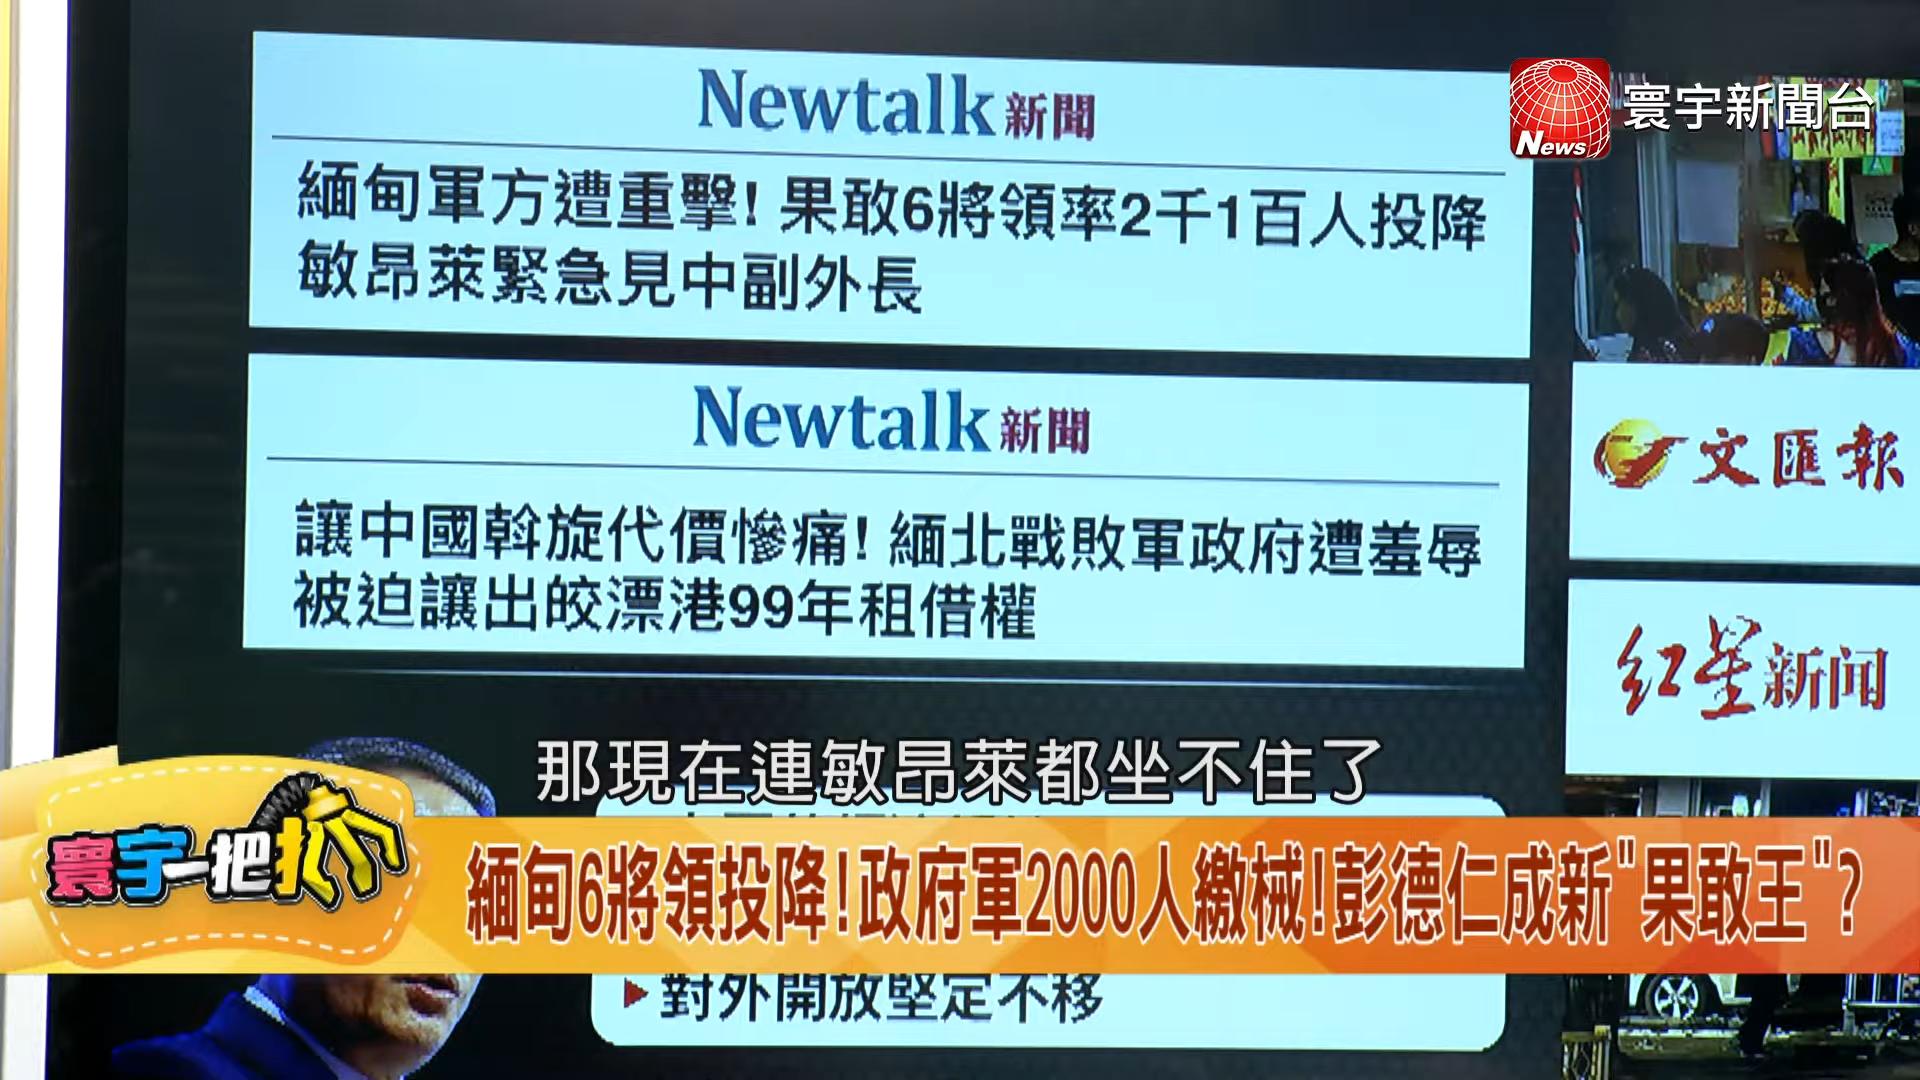 Newtalk新聞
緬甸軍方遭重擊!果敢6將領率2千1百人投降
敏昂萊緊急見中副外長
News 寰宇新聞台
Newtalk新聞
讓中國斡旋代價慘痛!緬北戰敗軍政府遭羞辱
被迫讓出皎漂港99年租借權
文匯報
红星新闻
那現在連敏昂萊都坐不住了
寰宇一把抓
緬甸6將領投降!政府軍2000人繳械!彭德仁成新"果敢王"?
對外開放堅定不移